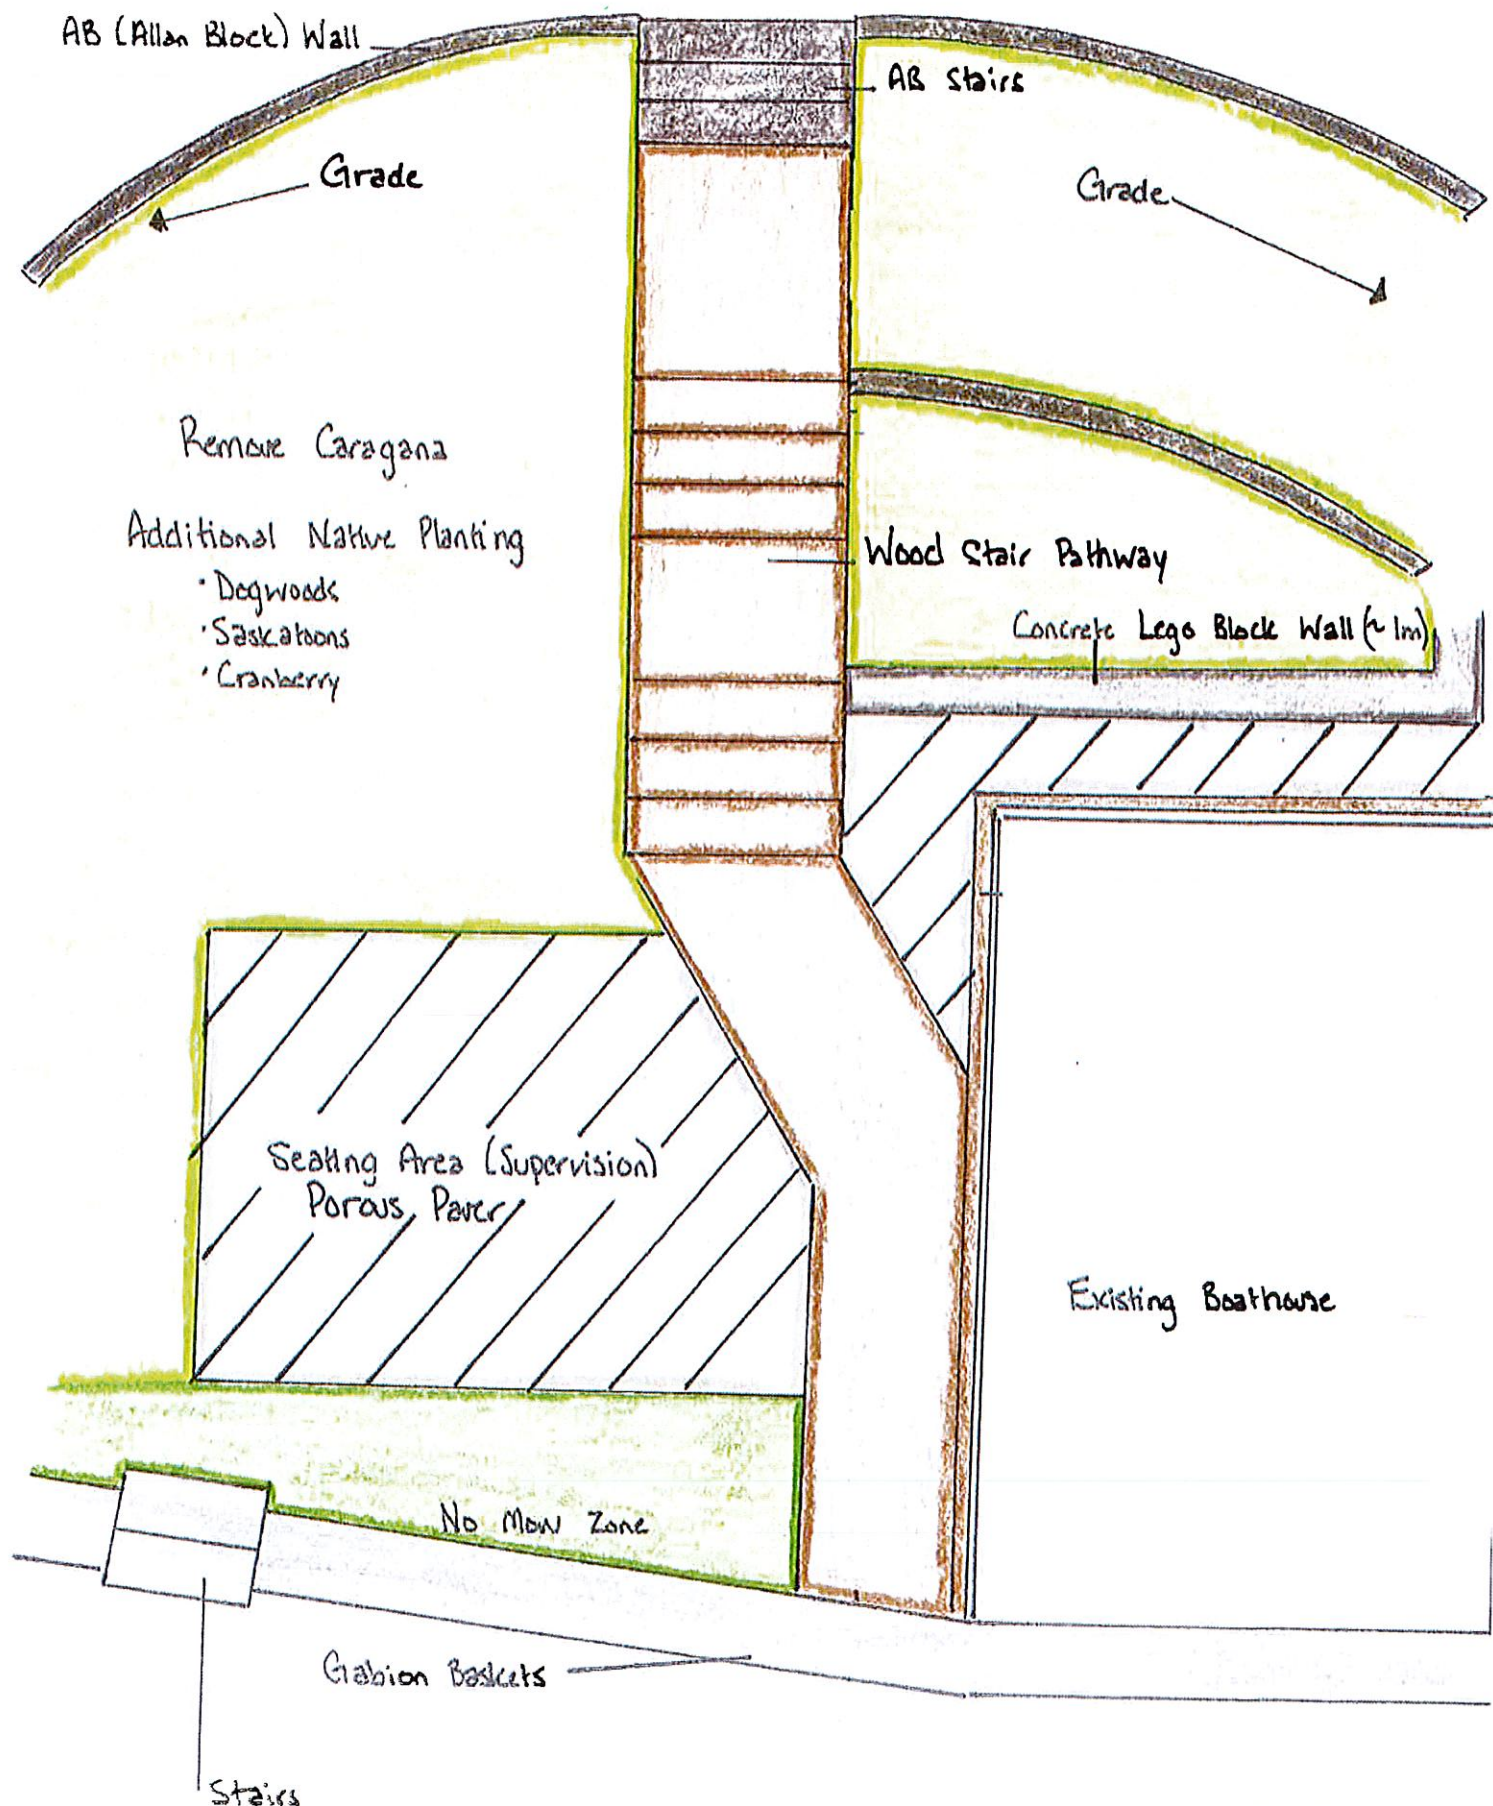 AB (Allan Block) Wall
AB Stairs
Grade
Grade
Remove Caragana
Additional Native Planting
· Dogwoods
· Saskatoons
· Cranberry
Wood Stair Pathway
Concrete Lego Block Wall (~ 1m)
Seating Area (Supervision)
Porous Paver
Existing Boathouse
No Mow Zone
Gabion Baskets
Stairs